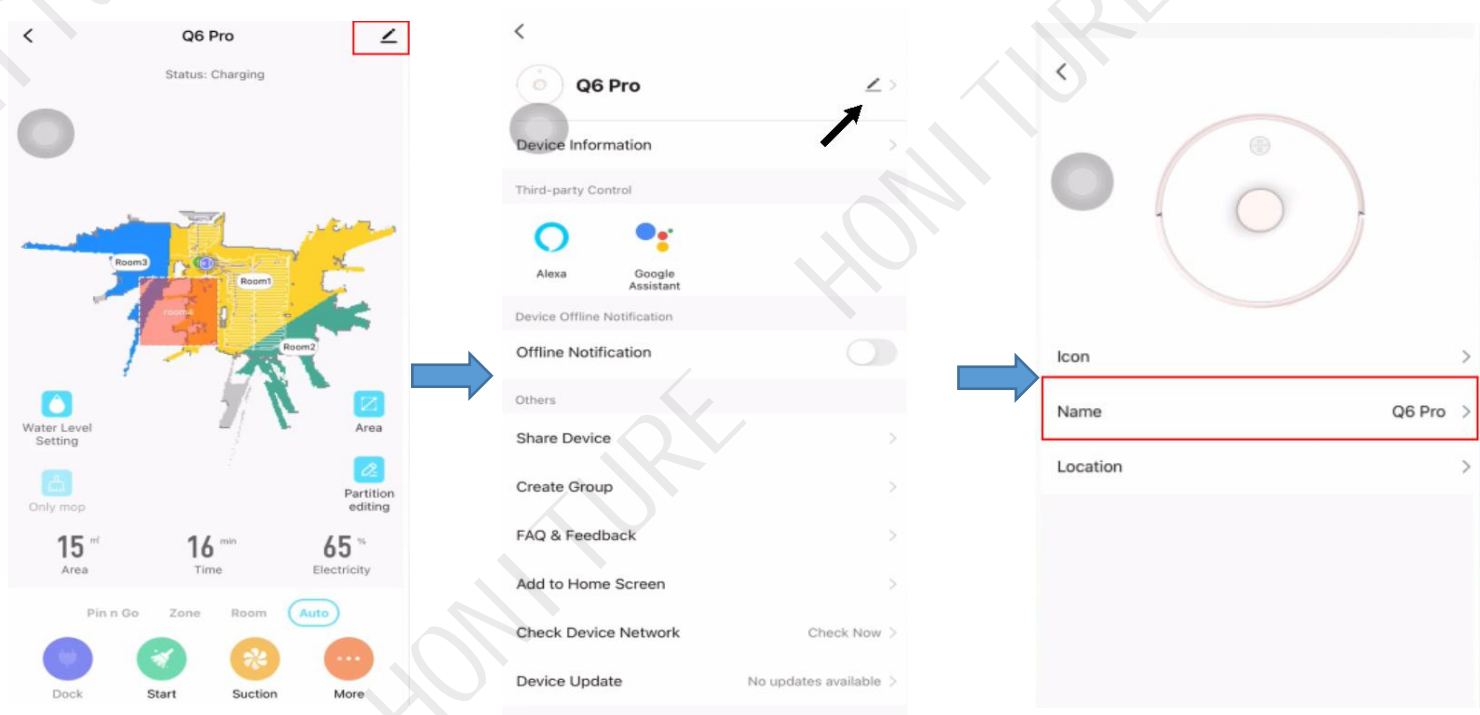 Q6 Pro
Status: Charging
Room3
Room1
room4
Room2
Water Level
Setting
Area
Only mop
Partition
editing
15 ㎡
16 min
65 %
Area
Time
Electricity
Pin n Go
Zone
Room
Auto
Dock
Start
Suction
More
Q6 Pro
Device Information
Third-party Control
Alexa
Google
Assistant
Device Offline Notification
Offline Notification
Others
Share Device
Create Group
FAQ & Feedback
Add to Home Screen
Check Device Network
Check Now
Device Update
No updates available
Icon
Name
Q6 Pro
Location
HONI TURE
HONI TURE